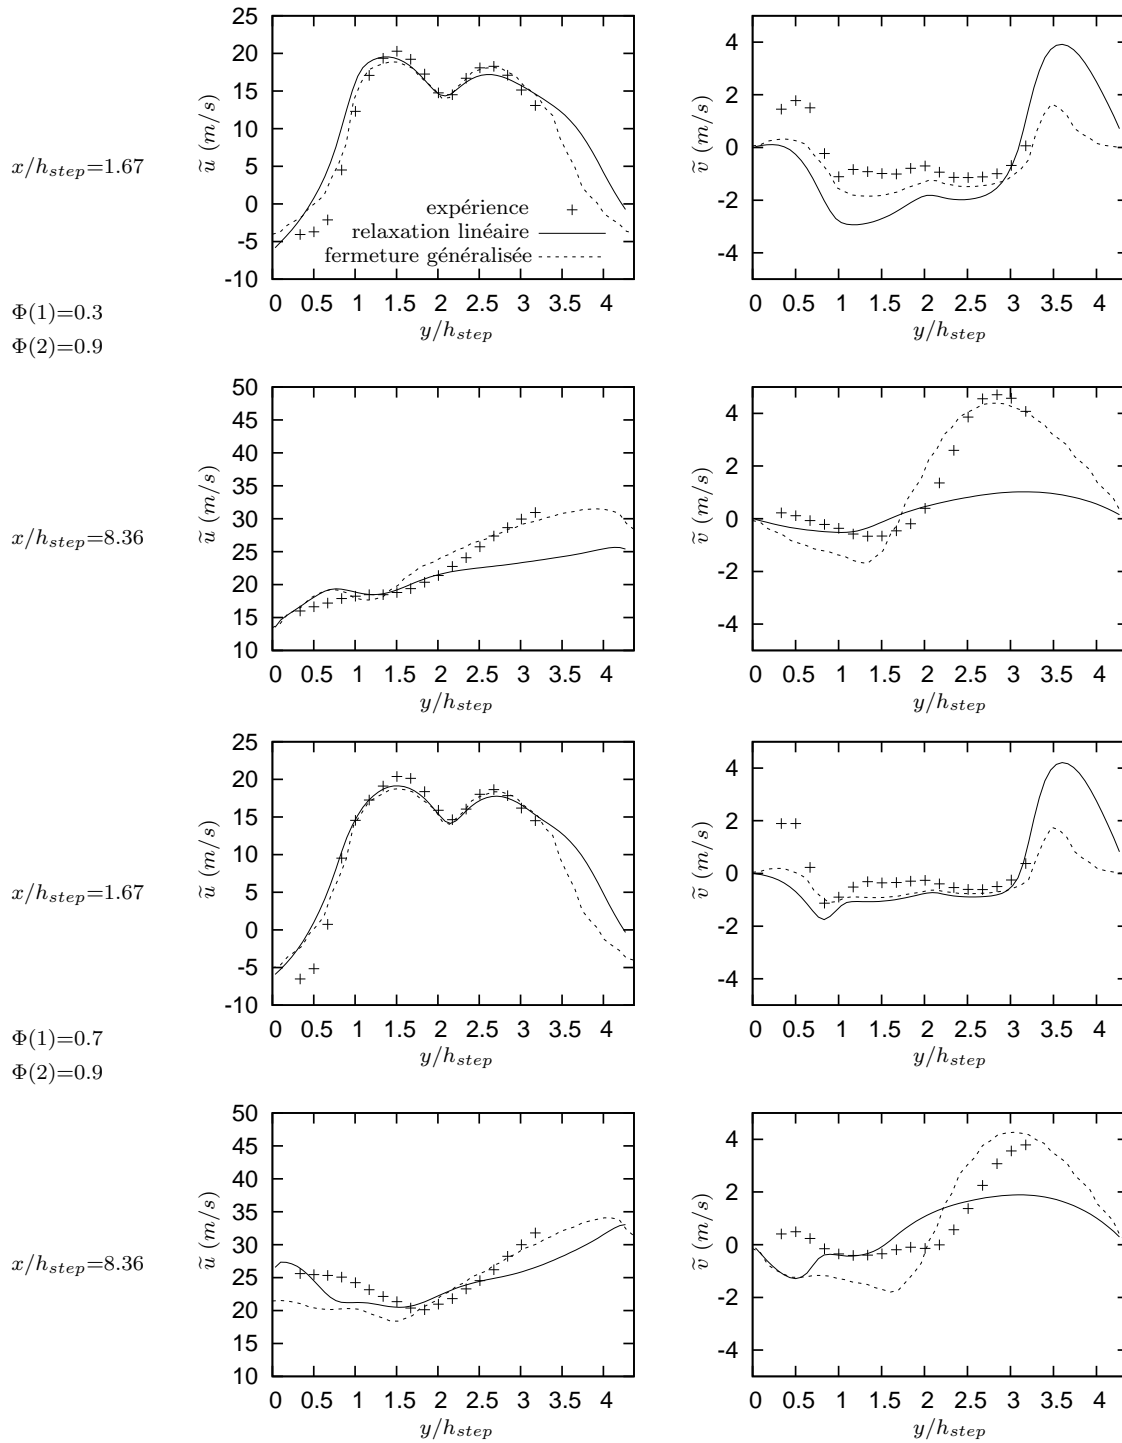 25
20
15
10
5
0
-5
-10
0 0.5 1 1.5 2 2.5 3 3.5 4
ũ (m/s)
y/h_step
expérience
relaxation linéaire
fermeture généralisée
4
2
0
-2
-4
0 0.5 1 1.5 2 2.5 3 3.5 4
ṽ (m/s)
y/h_step
x/h_step=1.67
Φ(1)=0.3
Φ(2)=0.9
50
45
40
35
30
25
20
15
10
0 0.5 1 1.5 2 2.5 3 3.5 4
ũ (m/s)
y/h_step
4
2
0
-2
-4
0 0.5 1 1.5 2 2.5 3 3.5 4
ṽ (m/s)
y/h_step
x/h_step=8.36
25
20
15
10
5
0
-5
-10
0 0.5 1 1.5 2 2.5 3 3.5 4
ũ (m/s)
y/h_step
4
2
0
-2
-4
0 0.5 1 1.5 2 2.5 3 3.5 4
ṽ (m/s)
y/h_step
x/h_step=1.67
Φ(1)=0.7
Φ(2)=0.9
50
45
40
35
30
25
20
15
10
0 0.5 1 1.5 2 2.5 3 3.5 4
ũ (m/s)
y/h_step
4
2
0
-2
-4
0 0.5 1 1.5 2 2.5 3 3.5 4
ṽ (m/s)
y/h_step
x/h_step=8.36